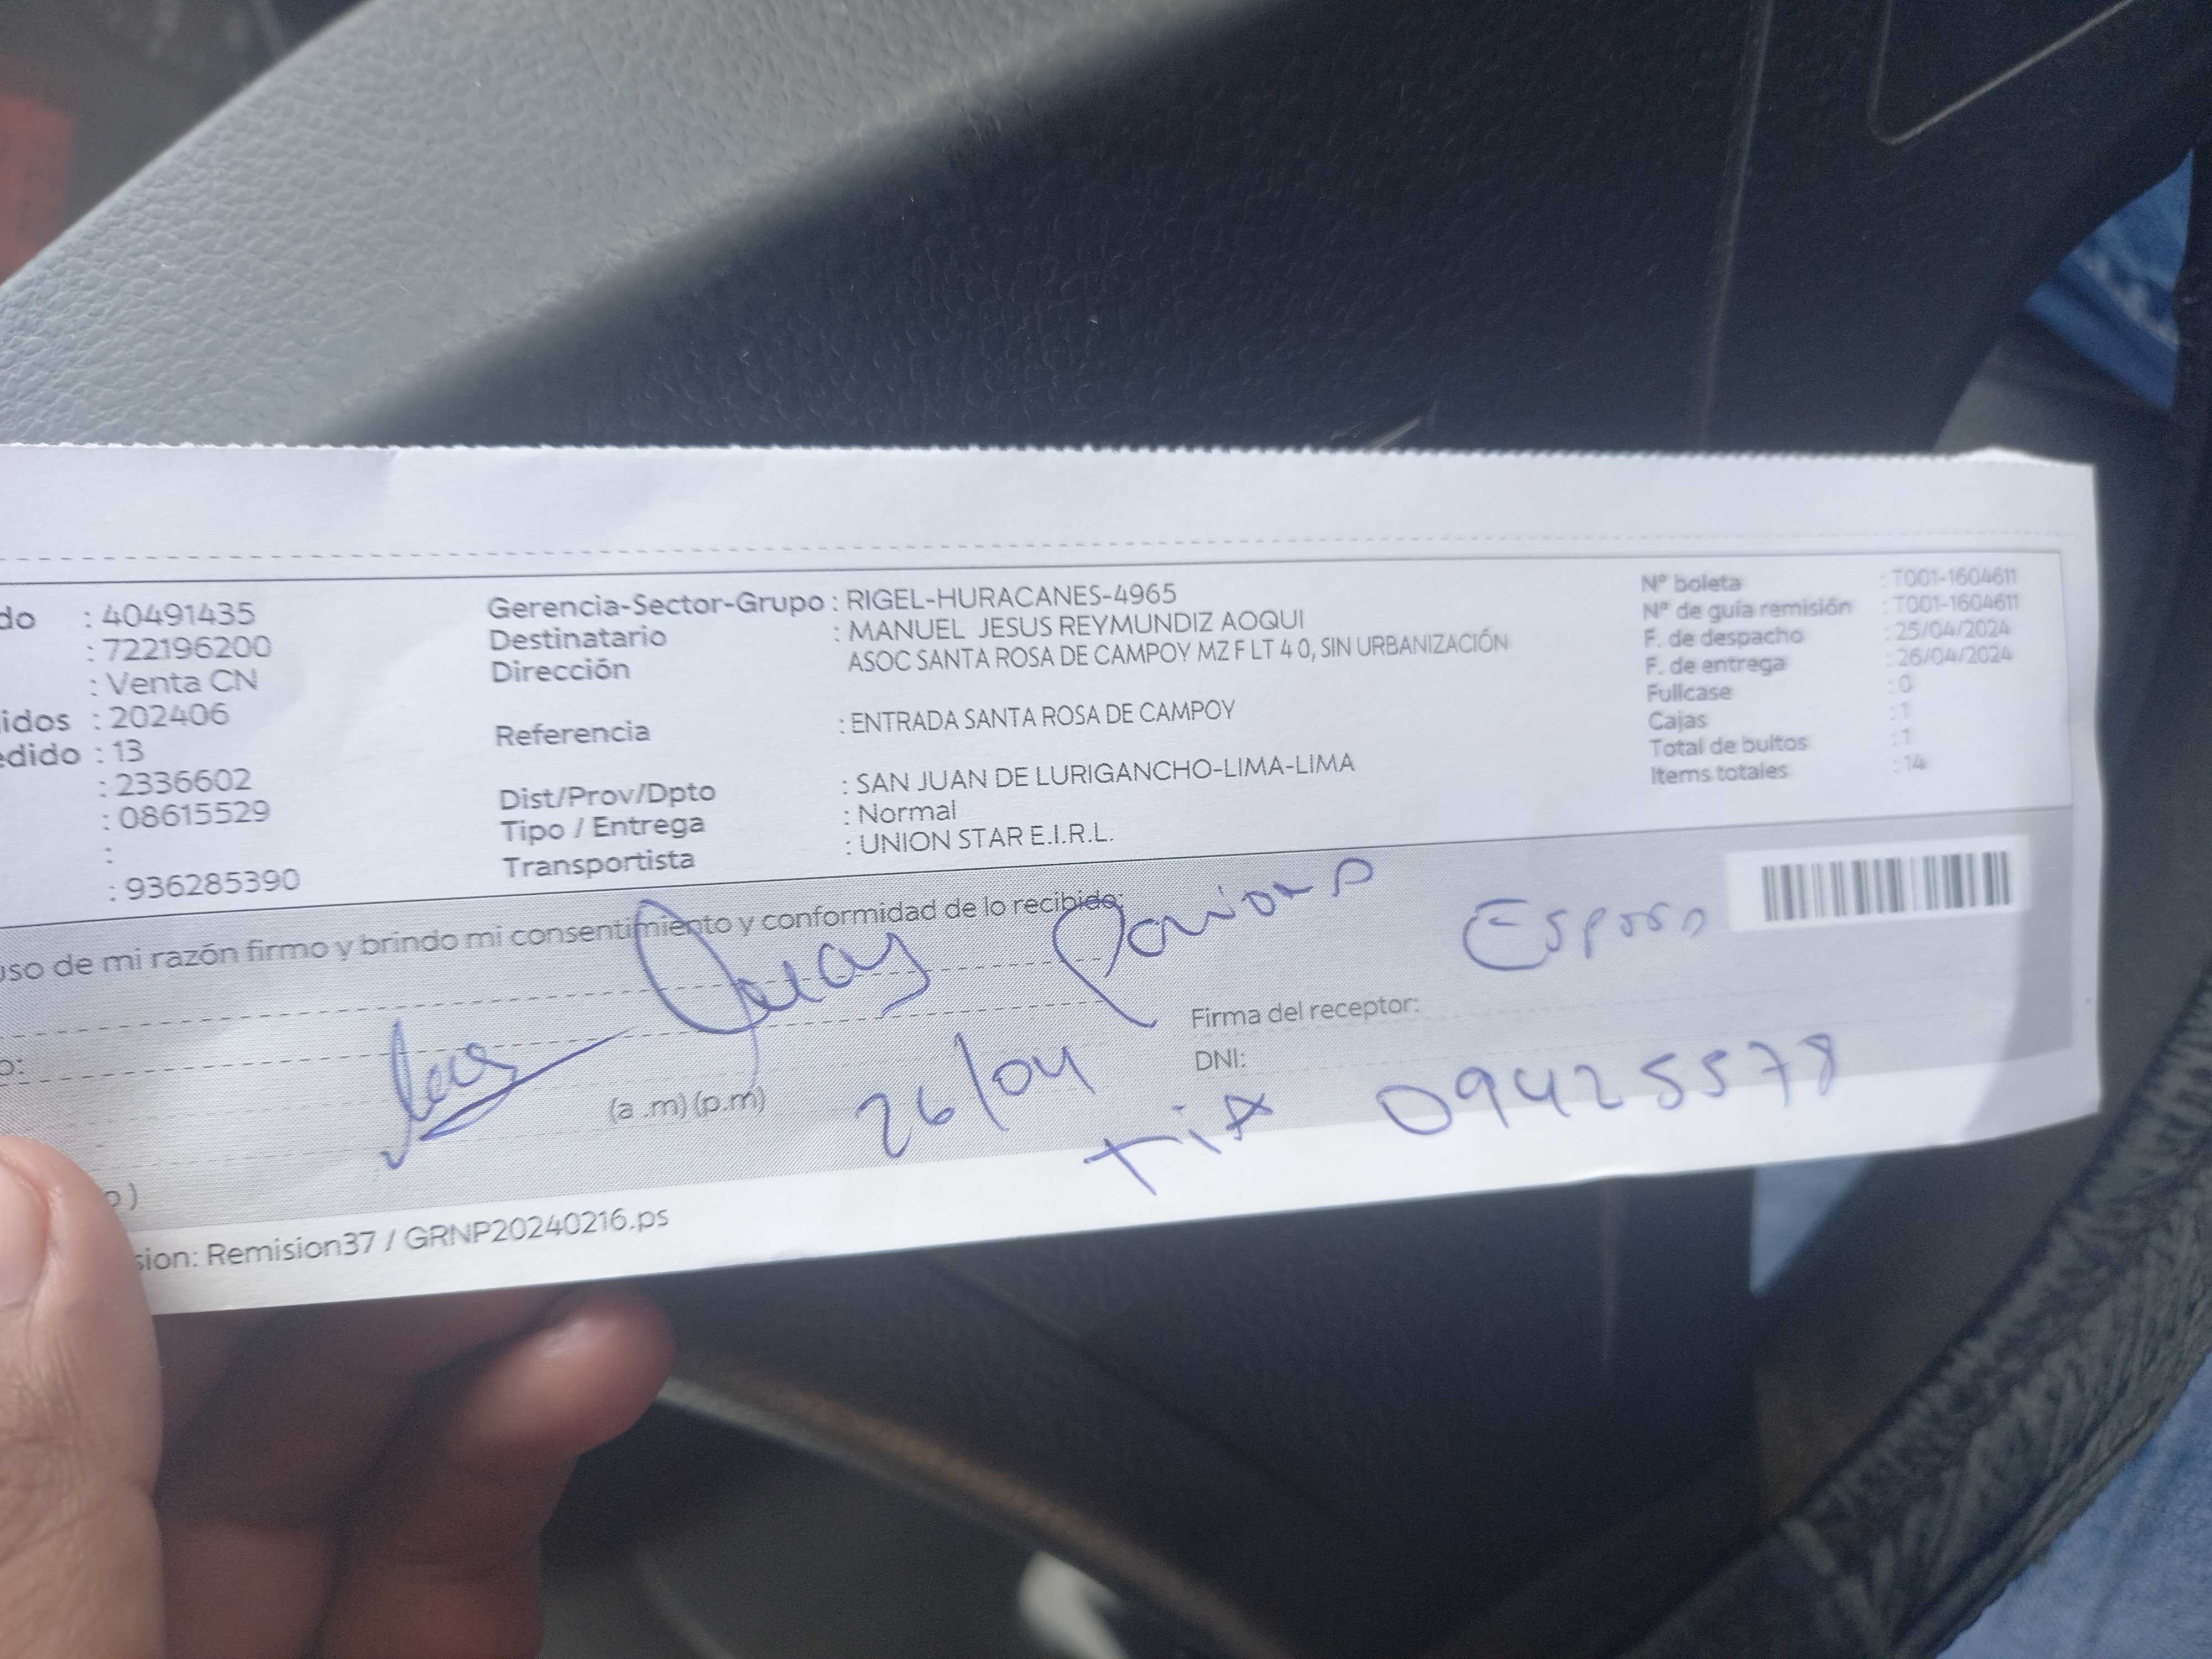 do : 40491435
: 722196200
: Venta CN
idos : 202406
edido : 13
: 2336602
: 08615529
:
: 936285390
Gerencia-Sector-Grupo : RIGEL-HURACANES-4965
Destinatario : MANUEL JESUS REYMUNDIZ AOQUI
Dirección ASOC SANTA ROSA DE CAMPOY MZ F LT 4 0, SIN URBANIZACIÓN
Referencia : ENTRADA SANTA ROSA DE CAMPOY
Dist/Prov/Dpto : SAN JUAN DE LURIGANCHO-LIMA-LIMA
Tipo / Entrega : Normal
Transportista : UNION STAR E.I.R.L.
Nº boleta : T001-1604611
Nº de guía remisión : T001-1604611
F. de despacho : 25/04/2024
F. de entrega : 26/04/2024
Fullcase : 0
Cajas : 1
Total de bultos : 1
Items totales : 14
uso de mi razón firmo y brindo mi consentimiento y conformidad de lo recibido:
Esposo
o:
Firma del receptor:
(a .m) (p.m) 26/04
DNI:
09425578
o )
sion: Remision37 / GRNP20240216.ps